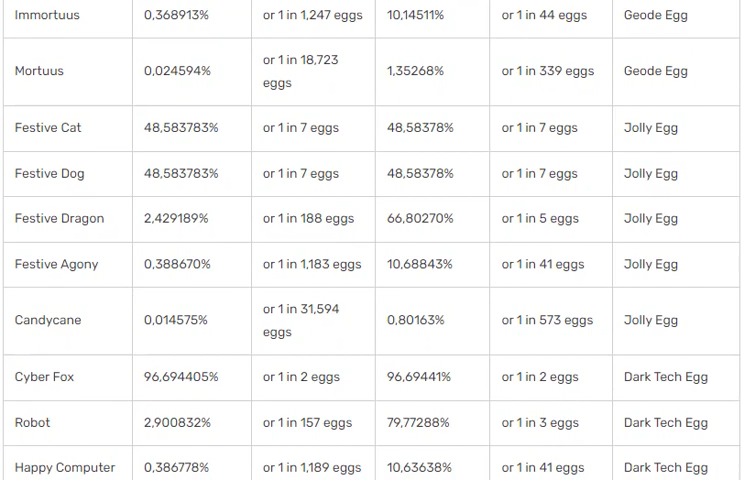 Immortuus 0,368913% or 1 in 1,247 eggs 10,14511% or 1 in 44 eggs Geode Egg
Mortuus 0,024594% or 1 in 18,723 eggs 1,35268% or 1 in 339 eggs Geode Egg
Festive Cat 48,583783% or 1 in 7 eggs 48,58378% or 1 in 7 eggs Jolly Egg
Festive Dog 48,583783% or 1 in 7 eggs 48,58378% or 1 in 7 eggs Jolly Egg
Festive Dragon 2,429189% or 1 in 188 eggs 66,80270% or 1 in 5 eggs Jolly Egg
Festive Agony 0,388670% or 1 in 1,183 eggs 10,68843% or 1 in 41 eggs Jolly Egg
Candycane 0,014575% or 1 in 31,594 eggs 0,80163% or 1 in 573 eggs Jolly Egg
Cyber Fox 96,694405% or 1 in 2 eggs 96,69441% or 1 in 2 eggs Dark Tech Egg
Robot 2,900832% or 1 in 157 eggs 79,77288% or 1 in 3 eggs Dark Tech Egg
Happy Computer 0,386778% or 1 in 1,189 eggs 10,63638% or 1 in 41 eggs Dark Tech Egg